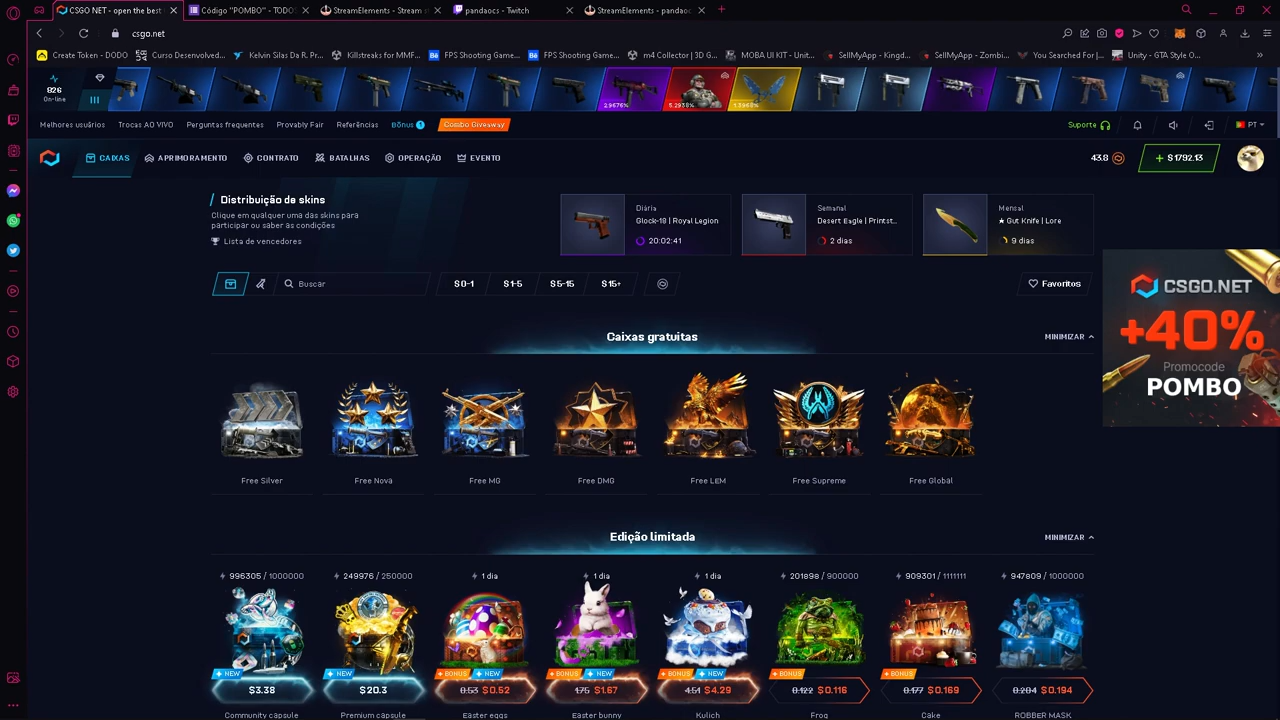 CSGO.NET - open the best
Código "POMBO" - TODOS
StreamElements - Stream s
pandaocs - Twitch
StreamElements - pandaoc
csgo.net
Create Token - DODO
Curso Desenvolved...
Kelvin Silas Da R. Pr...
Killstreaks for MMF...
FPS Shooting Game...
FPS Shooting Game...
m4 Collector | 3D G...
MOBA UI KIT - Unit...
SellMyApp - Kingd...
SellMyApp - Zombi...
You Searched For |...
Unity - GTA Style O...
826
On-line
2.9676%
5.2938%
1.3968%
Melhores usuários
Trocas AO VIVO
Perguntas frequentes
Provably Fair
Referências
Bônus
Combo Giveaway
Suporte
PT
CAIXAS
APRIMORAMENTO
CONTRATO
BATALHAS
OPERAÇÃO
EVENTO
43.8
+ $ 1792.13
Distribuição de skins
Clique em qualquer uma das skins para
participar ou saber as condições
Lista de vencedores
Diária
Glock-18 | Royal Legion
20:02:41
Semanal
Desert Eagle | Printst...
2 dias
Mensal
★ Gut Knife | Lore
9 dias
Buscar
$ 0-1
$ 1-5
$ 5-15
$ 15+
Favoritos
CSGO.NET
+40%
Promocode
POMBO
Caixas gratuitas
MINIMIZAR
Free Silver
Free Nova
Free MG
Free DMG
Free LEM
Free Supreme
Free Global
Edição limitada
MINIMIZAR
996305 / 1000000
249976 / 250000
1 dia
1 dia
1 dia
201898 / 900000
909301 / 1111111
947809 / 1000000
+ NEW
+ NEW
+ BONUS + NEW
+ BONUS + NEW
+ BONUS + NEW
+ BONUS
+ BONUS
$3.38
$20.3
0.53 $0.52
1.75 $1.67
4.51 $4.29
0.122 $0.116
0.177 $0.169
0.204 $0.194
Community capsule
Premium capsule
Easter eggs
Easter bunny
Kulich
Frog
Cake
ROBBER MASK